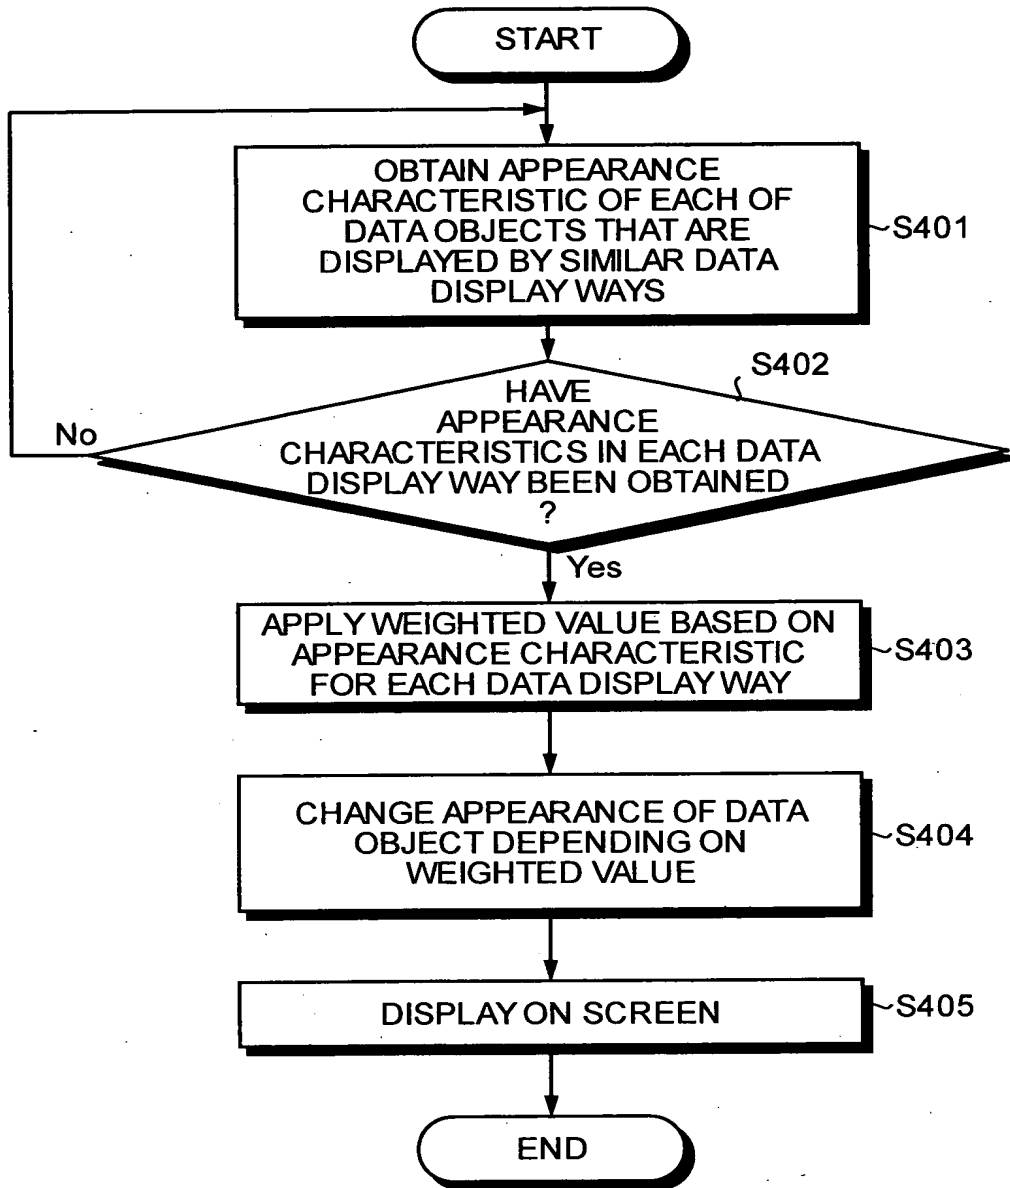 START
OBTAIN APPEARANCE
CHARACTERISTIC OF EACH OF
DATA OBJECTS THAT ARE
DISPLAYED BY SIMILAR DATA
DISPLAY WAYS
S401
S402
HAVE
APPEARANCE
CHARACTERISTICS IN EACH DATA
DISPLAY WAY BEEN OBTAINED
?
No
Yes
APPLY WEIGHTED VALUE BASED ON
APPEARANCE CHARACTERISTIC
FOR EACH DATA DISPLAY WAY
S403
CHANGE APPEARANCE OF DATA
OBJECT DEPENDING ON
WEIGHTED VALUE
S404
DISPLAY ON SCREEN
S405
END